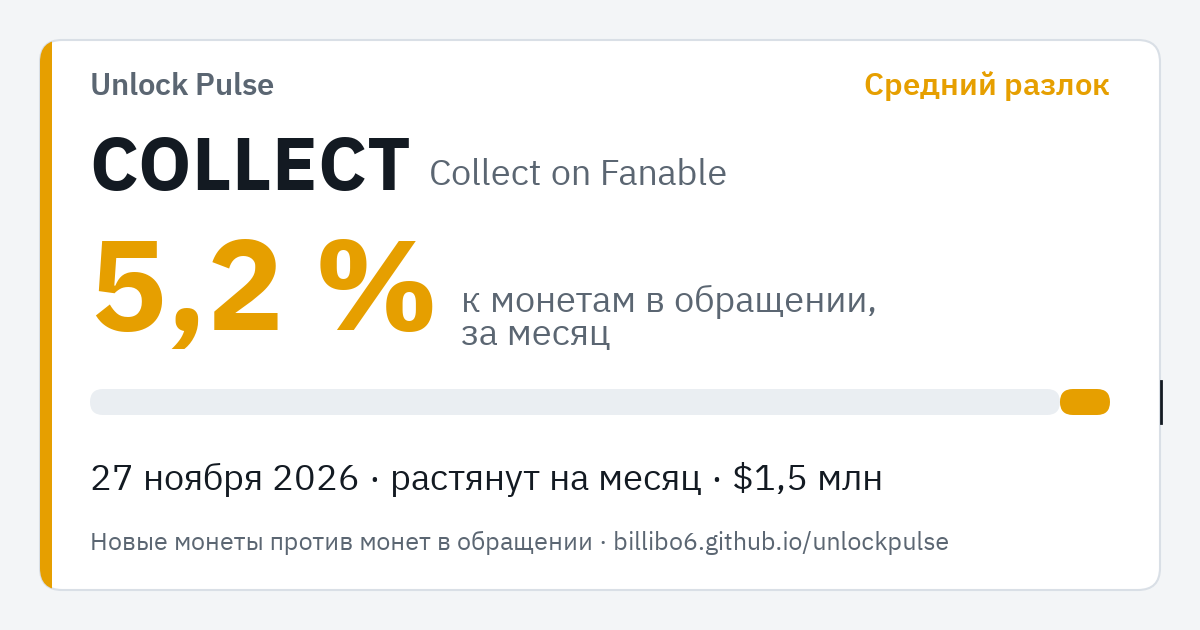 Unlock Pulse
Средний разлок
COLLECT Collect on Fanable
5,2 % к монетам в обращении,
за месяц
27 ноября 2026 · растянут на месяц · $1,5 млн
Новые монеты против монет в обращении · billibo6.github.io/unlockpulse